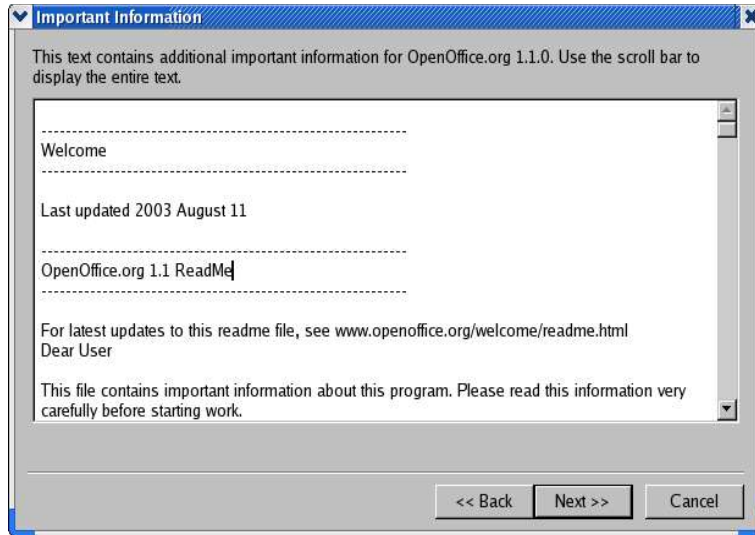 Important Information
This text contains additional important information for OpenOffice.org 1.1.0. Use the scroll bar to
display the entire text.
------------------------------------------------------------
Welcome
------------------------------------------------------------
Last updated 2003 August 11
------------------------------------------------------------
OpenOffice.org 1.1 ReadMe
------------------------------------------------------------
For latest updates to this readme file, see www.openoffice.org/welcome/readme.html
Dear User
This file contains important information about this program. Please read this information very
carefully before starting work.
<< Back Next >> Cancel